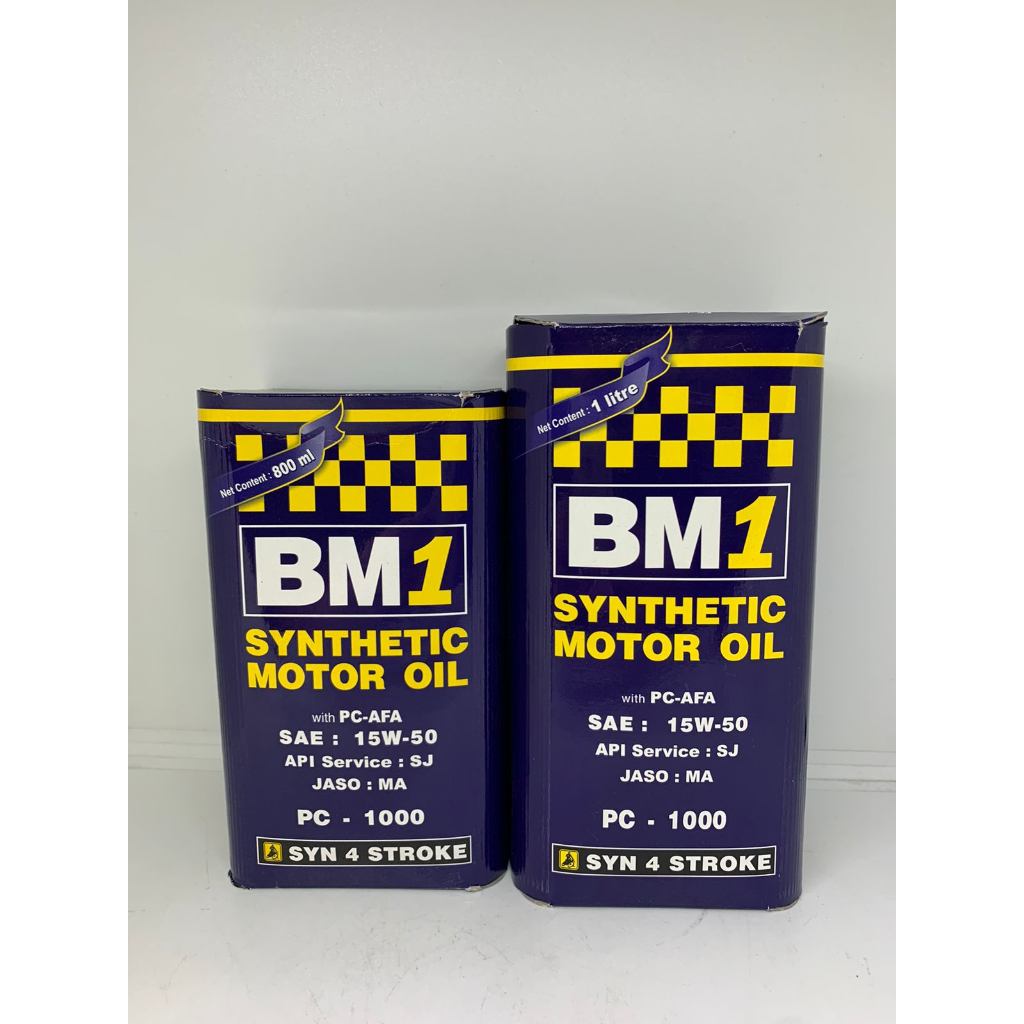 Net Content : 800 ml
BM1
SYNTHETIC
MOTOR OIL
with PC-AFA
SAE : 15W-50
API Service : SJ
JASO : MA
PC - 1000
SYN 4 STROKE
Net Content : 1 litre
BM1
SYNTHETIC
MOTOR OIL
with PC-AFA
SAE : 15W-50
API Service : SJ
JASO : MA
PC - 1000
SYN 4 STROKE